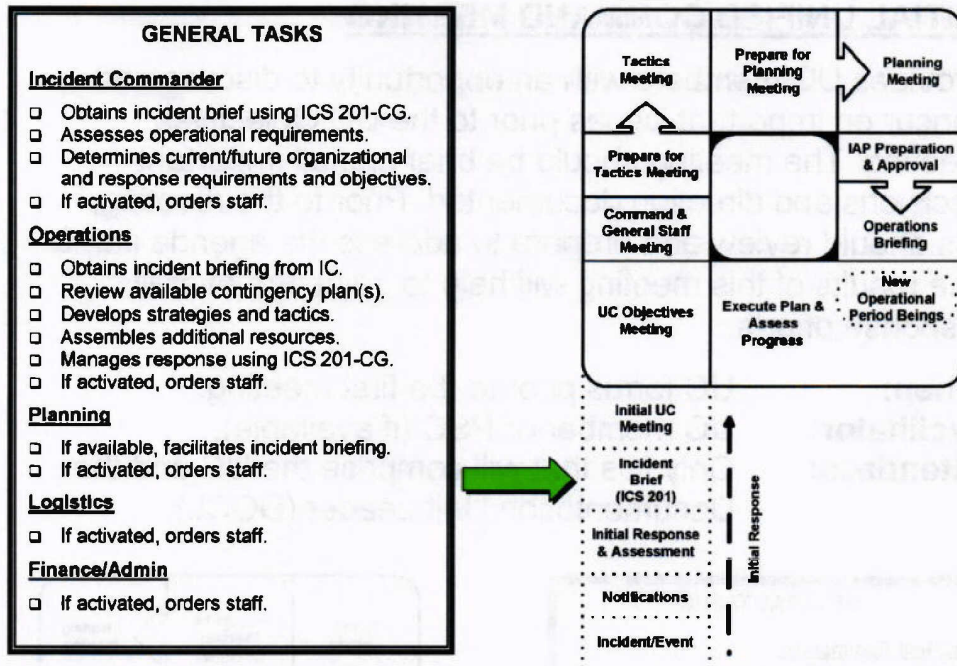 GENERAL TASKS
Incident Commander
❑ Obtains incident brief using ICS 201-CG.
❑ Assesses operational requirements.
❑ Determines current/future organizational
and response requirements and objectives.
❑ If activated, orders staff.
Operations
❑ Obtains incident briefing from IC.
❑ Review available contingency plan(s).
❑ Develops strategies and tactics.
❑ Assembles additional resources.
❑ Manages response using ICS 201-CG.
❑ If activated, orders staff.
Planning
❑ If available, facilitates incident briefing.
❑ If activated, orders staff.
Logistics
❑ If activated, orders staff.
Finance/Admin
❑ If activated, orders staff.
Tactics
Meeting
Prepare for
Planning
Meeting
Planning
Meeting
Prepare for
Tactics Meeting
IAP Preparation
& Approval
Command &
General Staff
Meeting
Operations
Briefing
UC Objectives
Meeting
Execute Plan &
Assess
Progress
New
Operational
Period Beings.
Initial UC
Meeting
Incident
Brief
(ICS 201)
Initial Response
& Assessment
Notifications
Incident/Event
Initial Response